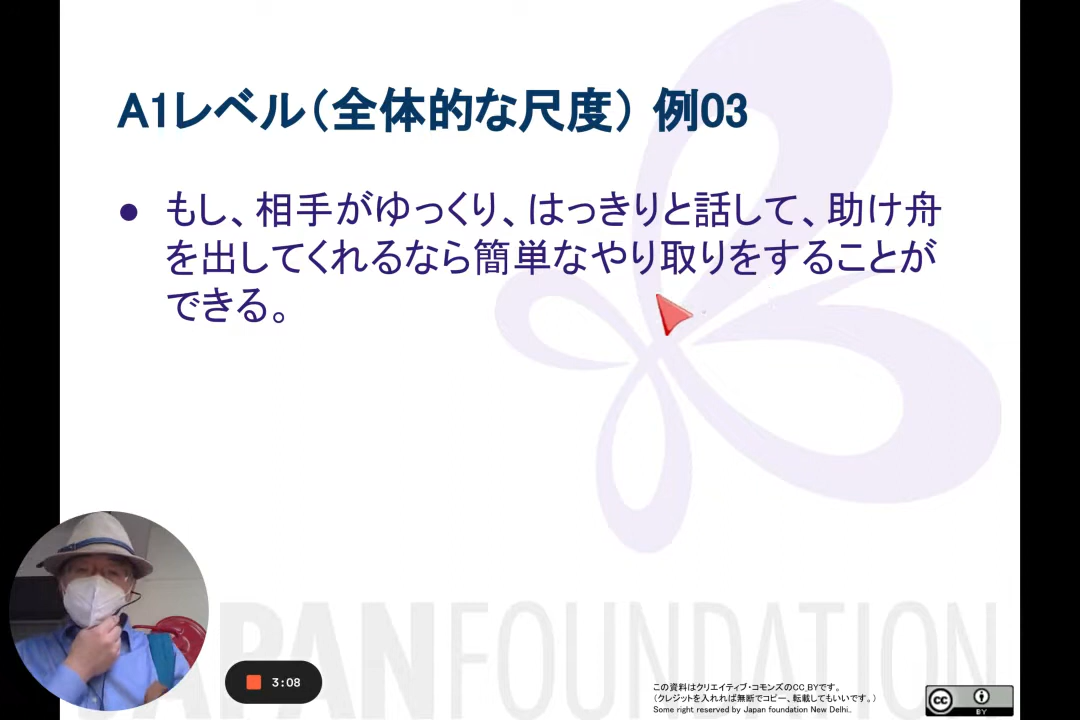 A1レベル（全体的な尺度） 例03
● もし、相手がゆっくり、はっきりと話して、助け舟
を出してくれるなら簡単なやり取りをすることが
できる。
JAPANFOUNDATION
3:08
この資料はクリエイティブ・コモンズのCC BYです。
（クレジットを入れれば無断でコピー、転載してもいいです。）
Some right reserved by Japan foundation New Delhi.
cc
BY